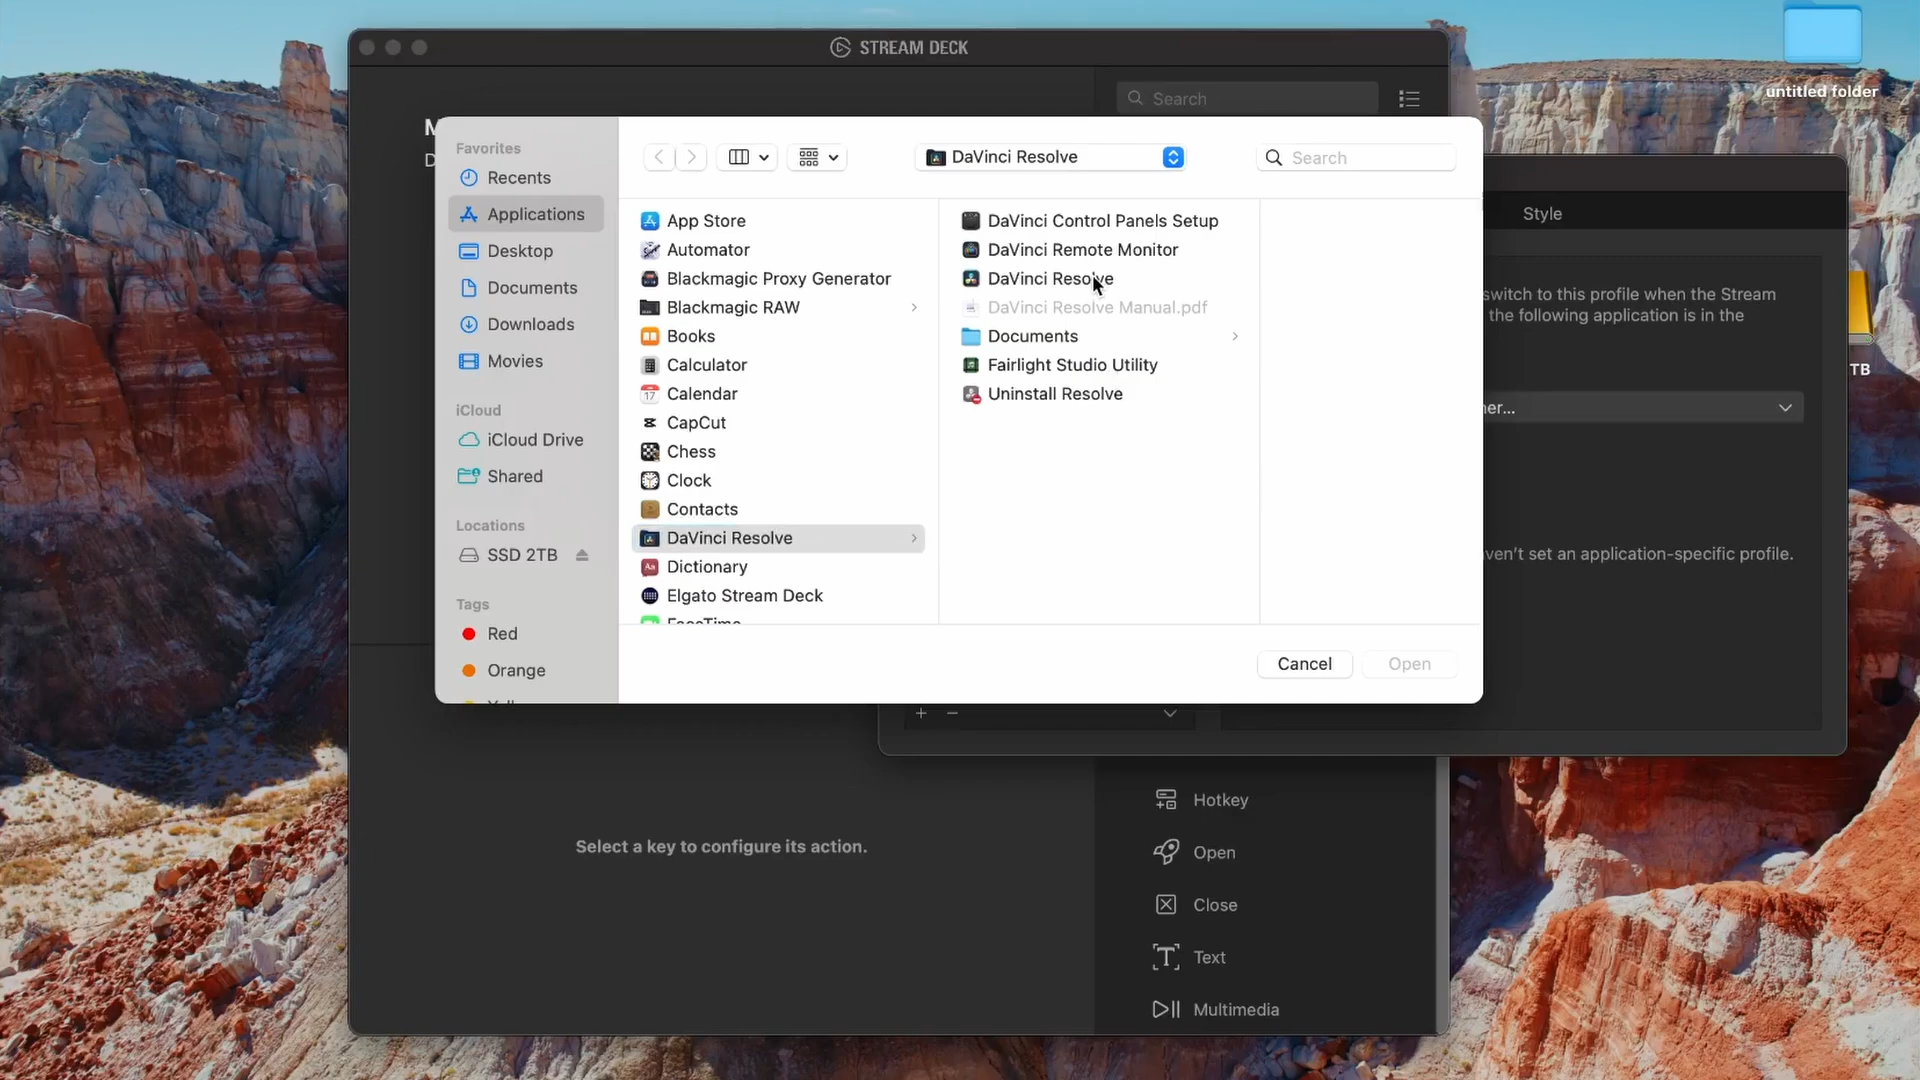 STREAM DECK
Search
untitled folder
M
D
Favorites
Recents
Applications
Desktop
Documents
Downloads
Movies
iCloud
iCloud Drive
Shared
Locations
SSD 2TB
Tags
Red
Orange
DaVinci Resolve
Search
App Store
Automator
Blackmagic Proxy Generator
Blackmagic RAW
Books
Calculator
17 Calendar
CapCut
Chess
Clock
Contacts
DaVinci Resolve
Aa Dictionary
Elgato Stream Deck
FaceTime
DaVinci Control Panels Setup
DaVinci Remote Monitor
DaVinci Resolve
DaVinci Resolve Manual.pdf
Documents
Fairlight Studio Utility
Uninstall Resolve
Cancel
Open
Style
switch to this profile when the Stream
the following application is in the
her...
ven't set an application-specific profile.
TB
Select a key to configure its action.
Hotkey
Open
Close
Text
Multimedia